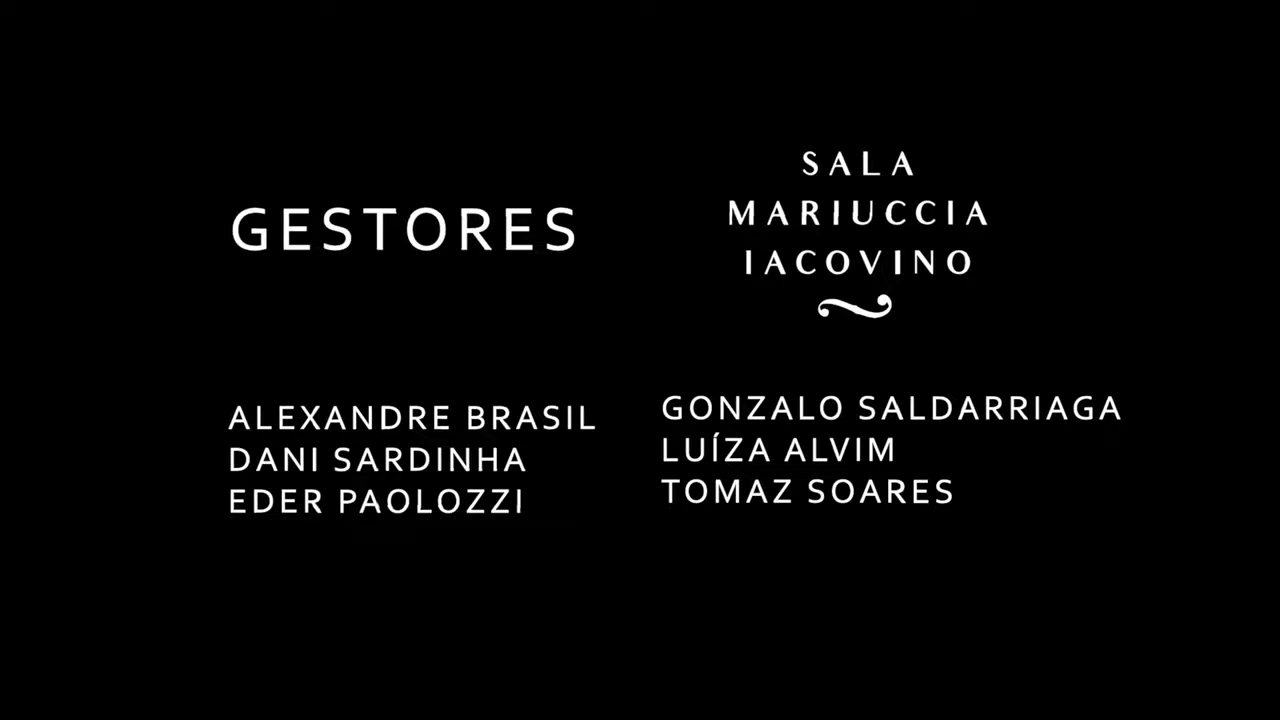 GESTORES
SALA
MARIUCCIA
IACOVINO
ALEXANDRE BRASIL
DANI SARDINHA
EDER PAOLOZZI
GONZALO SALDARRIAGA
LUÍZA ALVIM
TOMAZ SOARES